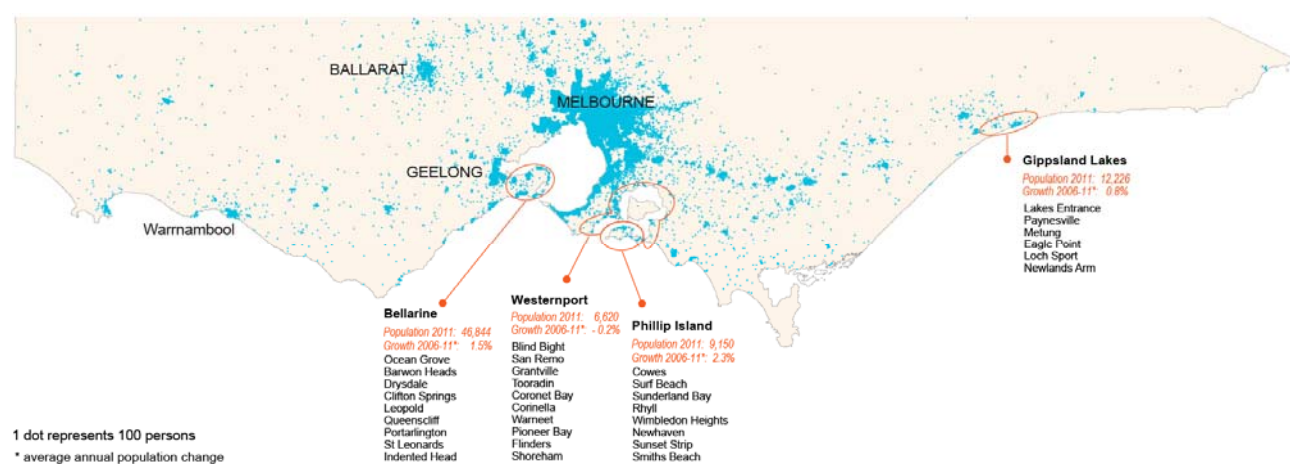 BALLARAT
MELBOURNE
GEELONG
Warrnambool
Gippsland Lakes
Population 2011: 12,226
Growth 2006-11*: 0.8%
Lakes Entrance
Paynesville
Metung
Eagle Point
Loch Sport
Newlands Arm
Bellarine
Population 2011: 46,844
Growth 2006-11*: 1.5%
Ocean Grove
Barwon Heads
Drysdale
Clifton Springs
Leopold
Queenscliff
Portarlington
St Leonards
Indented Head
Westernport
Population 2011: 6,620
Growth 2006-11*: - 0.2%
Blind Bight
San Remo
Grantville
Tooradin
Coronet Bay
Corinella
Warneet
Pioneer Bay
Flinders
Shoreham
Phillip Island
Population 2011: 9,150
Growth 2006-11*: 2.3%
Cowes
Surf Beach
Sunderland Bay
Rhyll
Wimbledon Heights
Newhaven
Sunset Strip
Smiths Beach
1 dot represents 100 persons
* average annual population change